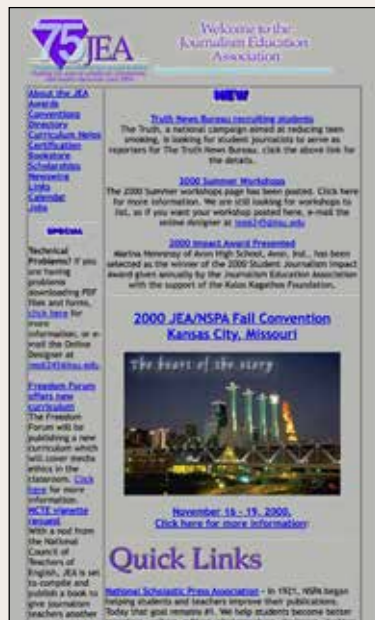 75 JEA
Welcome to the
Journalism Education
Association
About the JEA
Awards
Conventions
Directory
Curriculum Notes
Certification
Bookstore
Scholarships
Newswire
Links
Calendar
Jobs
SPECIAL
Technical
Problems? If you
are having
problems
downloading PDF
files and forms,
click here for
more
information, or e-
mail the Online
Designer at
Freedom Forum
offers new
curriculum
The Freedom
Forum will be
publishing a new
curriculum which
will cover media
ethics in the
classroom. Click
here for more
information.
NCTE vignette
request
With a nod from
the National
Council of
Teachers of
English, JEA is set
to compile and
publish a book to
give journalism
teachers another
NEW
Truth News Bureau recruiting students
The Truth, a national campaign aimed at reducing teen
smoking, is looking for student journalists to serve as
reporters for The Truth News Bureau. click the above link for
the details.
2000 Summer Workshops
The 2000 Summer workshops page has been posted. Click here
for more information. We are still looking for workshops to
list, so if you want your workshop posted here, e-mail the
online designer at
2000 Impact Award Presented
Marina Hennessy of Avon High School, Avon, Ind., has been
selected as the winner of the 2000 Student Journalism Impact
Award given annually by the Journalism Education Association
with the support of the Kalos Kagathos Foundation.
2000 JEA/NSPA Fall Convention
Kansas City, Missouri
The heart of the story
November 16 - 19, 2000.
Click here for more information!
Quick Links
National Scholastic Press Association - In 1921, NSPA began
helping students and teachers improve their publications.
Today that goal remains #1. We help students become better